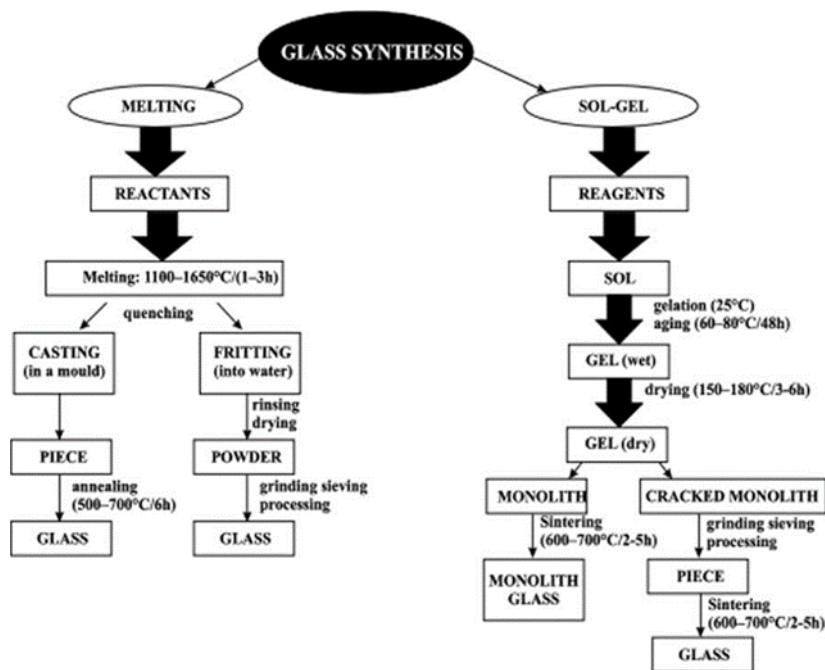 GLASS SYNTHESIS
MELTING
REACTANTS
Melting: 1100–1650°C/(1–3h)
quenching
CASTING
(in a mould)
FRITTING
(into water)
rinsing
drying
PIECE
POWDER
annealing
(500–700°C/6h)
grinding sieving
processing
GLASS
GLASS
SOL-GEL
REAGENTS
SOL
gelation (25°C)
aging (60–80°C/48h)
GEL (wet)
drying (150–180°C/3-6h)
GEL (dry)
MONOLITH
CRACKED MONOLITH
Sintering
(600–700°C/2-5h)
grinding sieving
processing
MONOLITH
GLASS
PIECE
Sintering
(600–700°C/2-5h)
GLASS